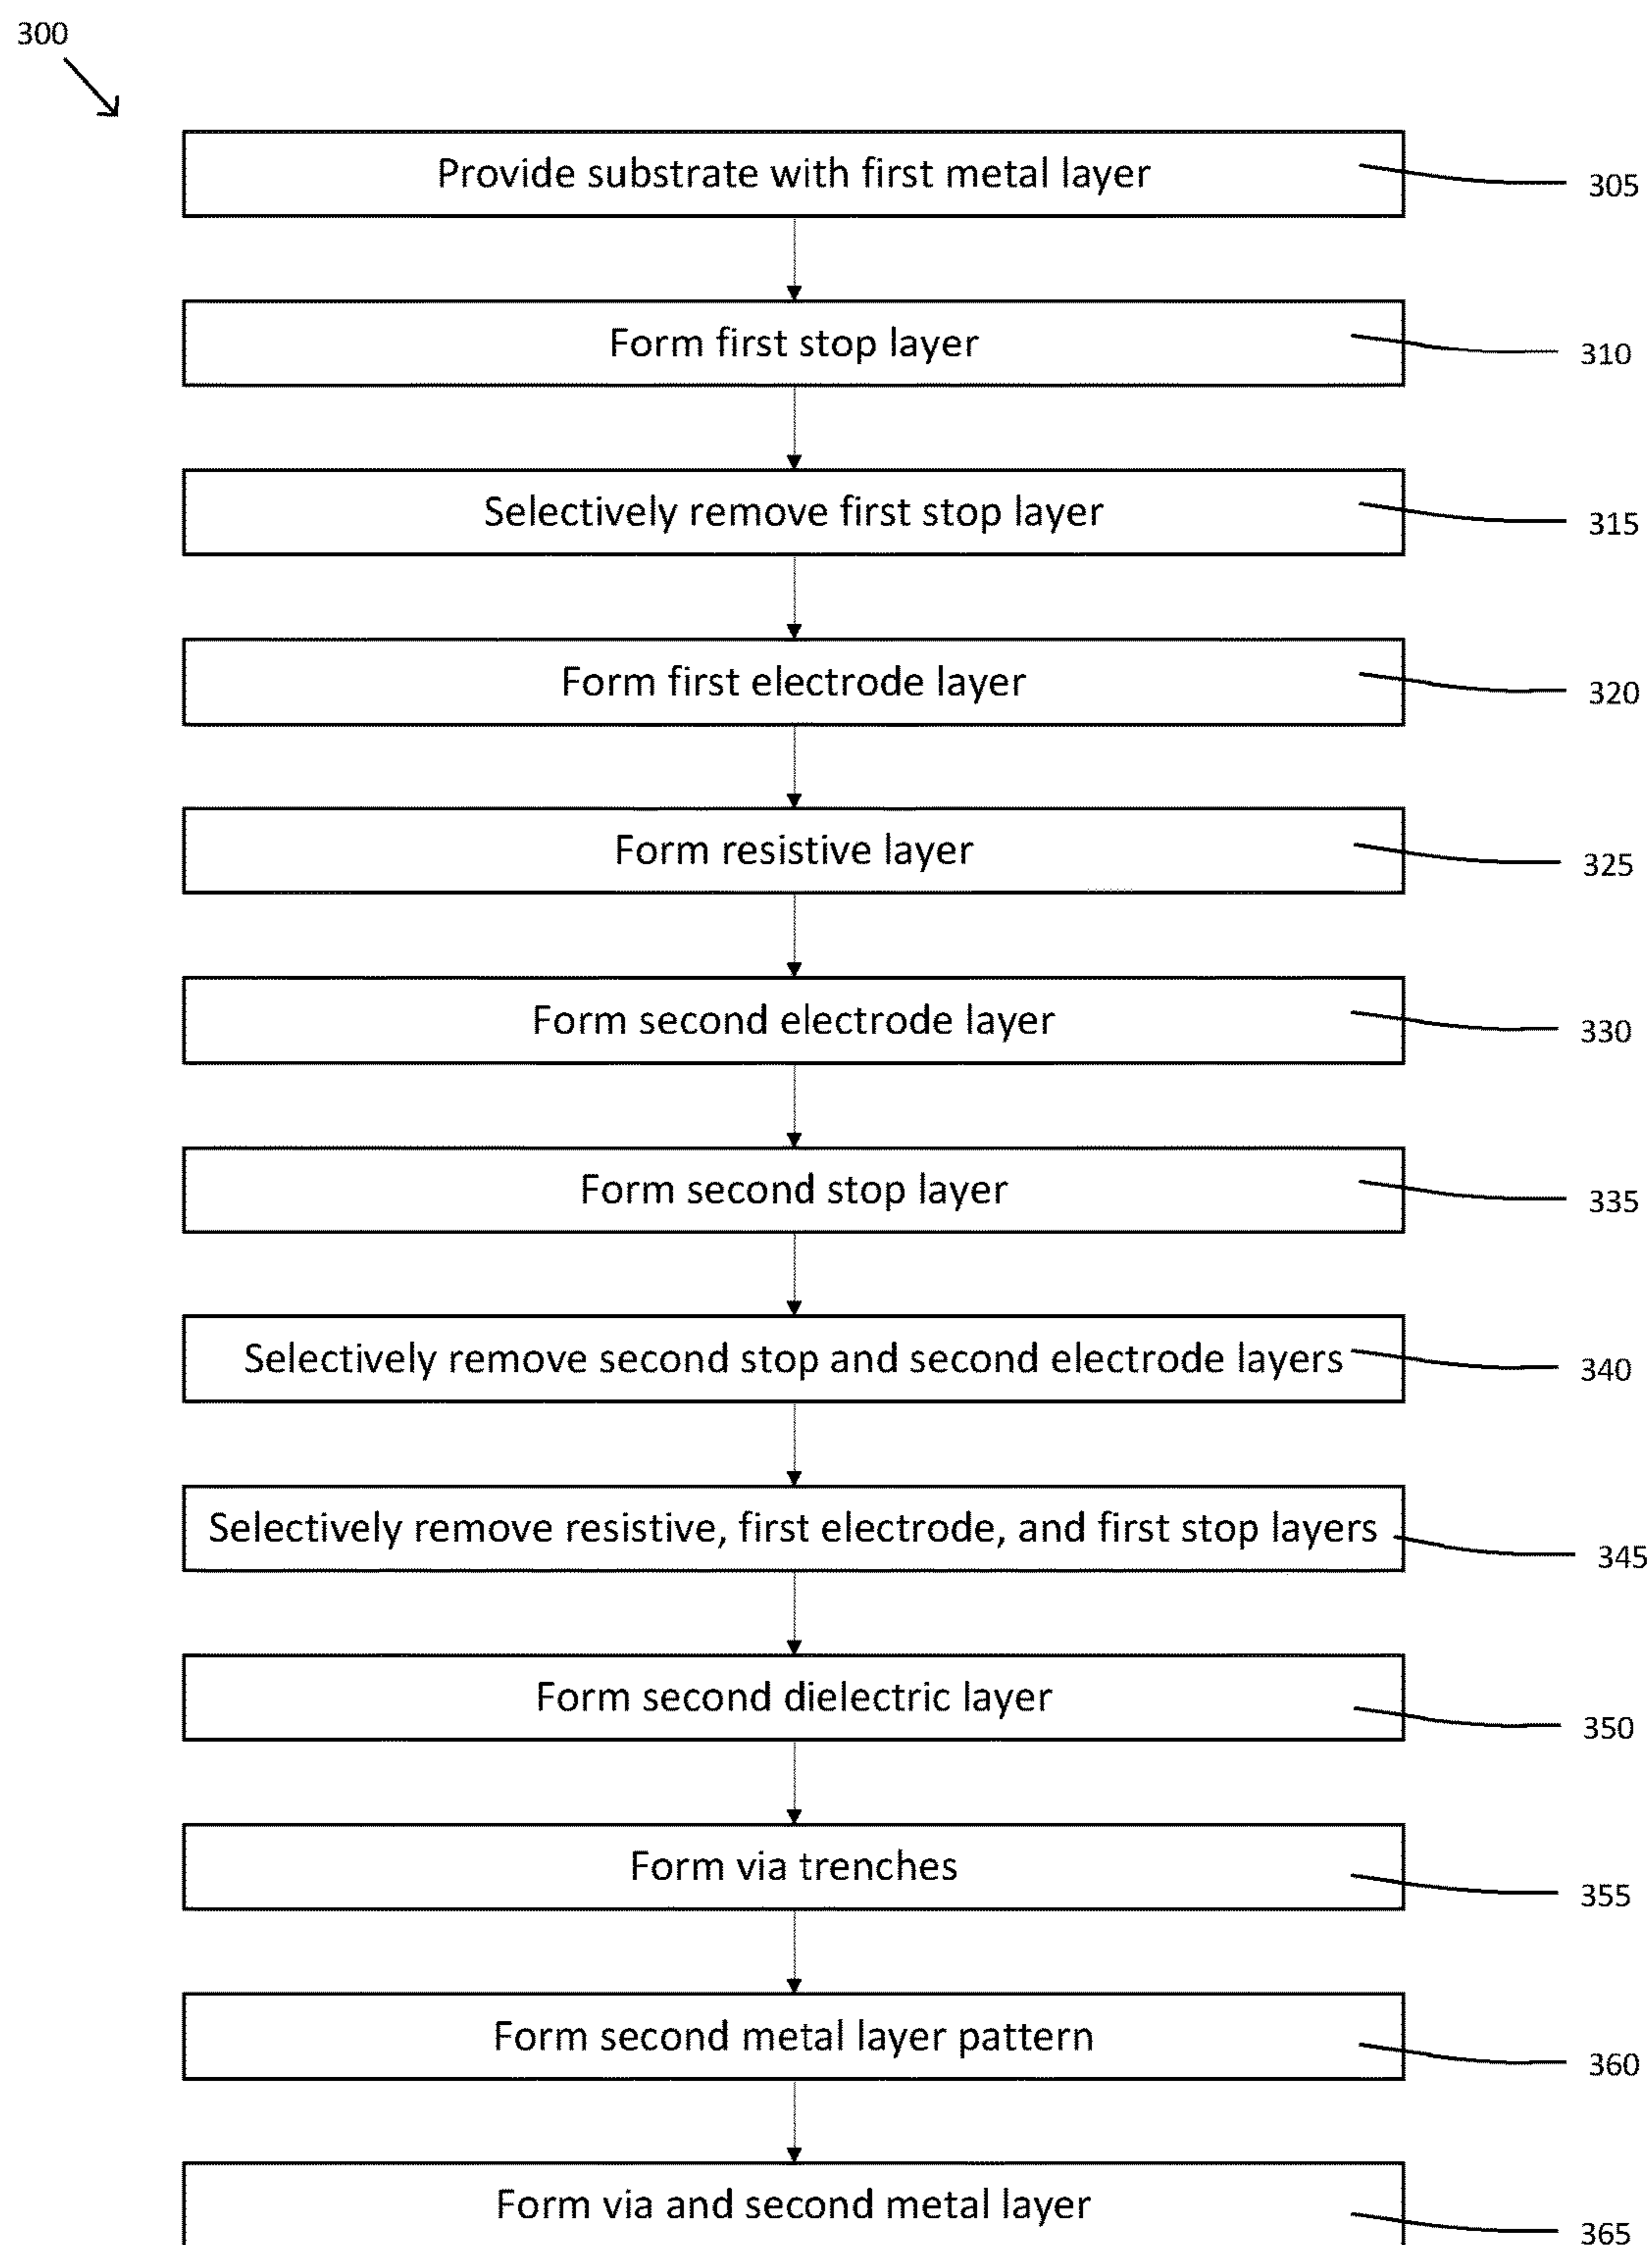 300
Provide substrate with first metal layer
305
Form first stop layer
310
Selectively remove first stop layer
315
Form first electrode layer
320
Form resistive layer
325
Form second electrode layer
330
Form second stop layer
335
Selectively remove second stop and second electrode layers
340
Selectively remove resistive, first electrode, and first stop layers
345
Form second dielectric layer
350
Form via trenches
355
Form second metal layer pattern
360
Form via and second metal layer
365